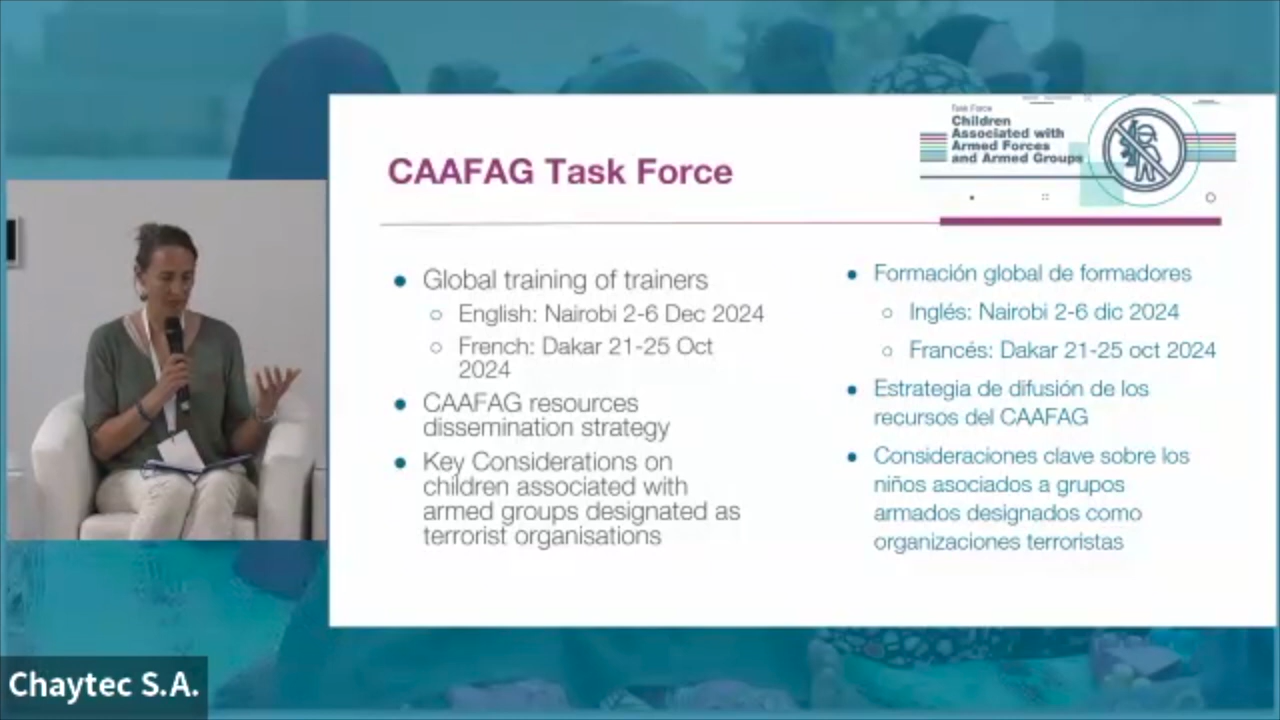 Task Force
Children
Associated with
Armed Forces
and Armed Groups
CAAFAG Task Force
Global training of trainers
English: Nairobi 2-6 Dec 2024
French: Dakar 21-25 Oct
2024
CAAFAG resources
dissemination strategy
Key Considerations on
children associated with
armed groups designated as
terrorist organisations
Formación global de formadores
Inglés: Nairobi 2-6 dic 2024
Francés: Dakar 21-25 oct 2024
Estrategia de difusión de los
recursos del CAAFAG
Consideraciones clave sobre los
niños asociados a grupos
armados designados como
organizaciones terroristas
Chaytec S.A.